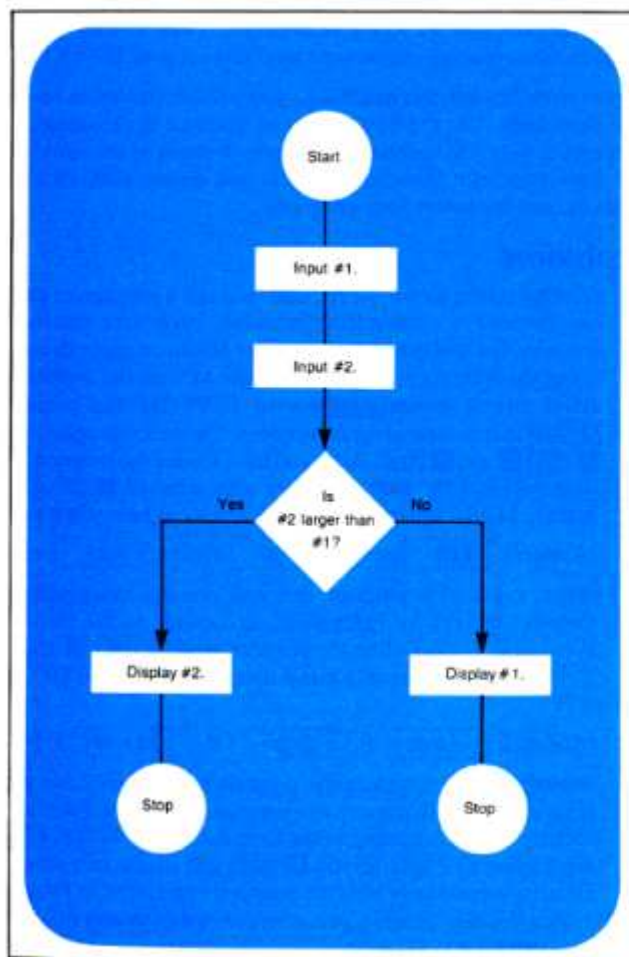 Start
Input #1.
Input #2.
Is
#2 larger than
#1?
Yes
No
Display #2.
Display #1.
Stop
Stop